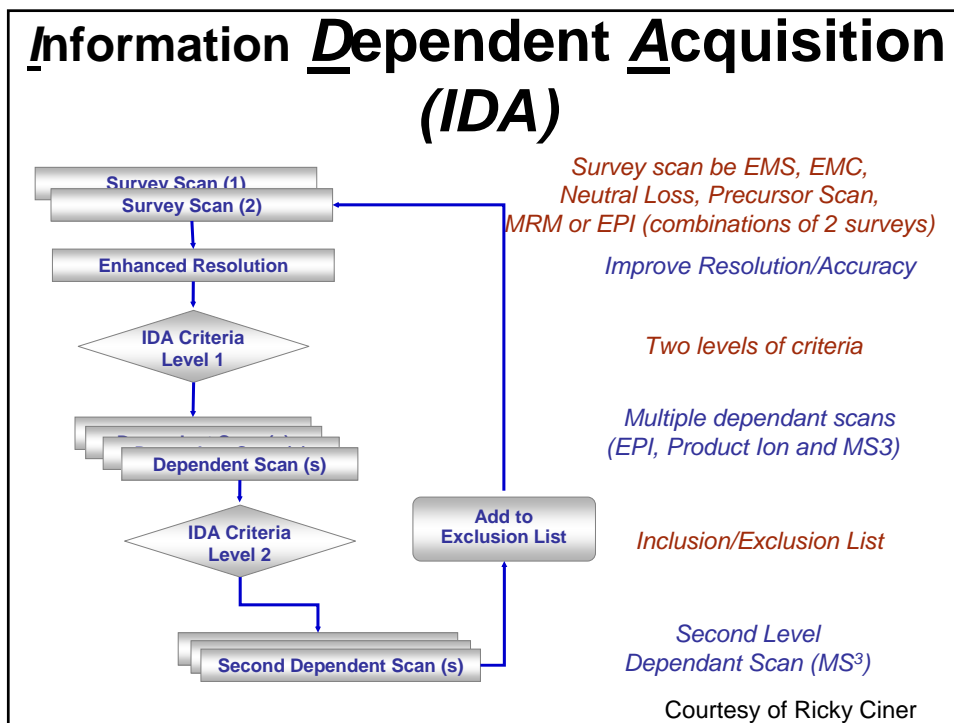 Information Dependent Acquisition
(IDA)
Survey Scan (1)
Survey Scan (2)
Enhanced Resolution
IDA Criteria
Level 1
Dependent Scan (s)
IDA Criteria
Level 2
Second Dependent Scan (s)
Add to
Exclusion List
Survey scan be EMS, EMC,
Neutral Loss, Precursor Scan,
MRM or EPI (combinations of 2 surveys)
Improve Resolution/Accuracy
Two levels of criteria
Multiple dependant scans
(EPI, Product Ion and MS3)
Inclusion/Exclusion List
Second Level
Dependant Scan (MS³)
Courtesy of Ricky Ciner